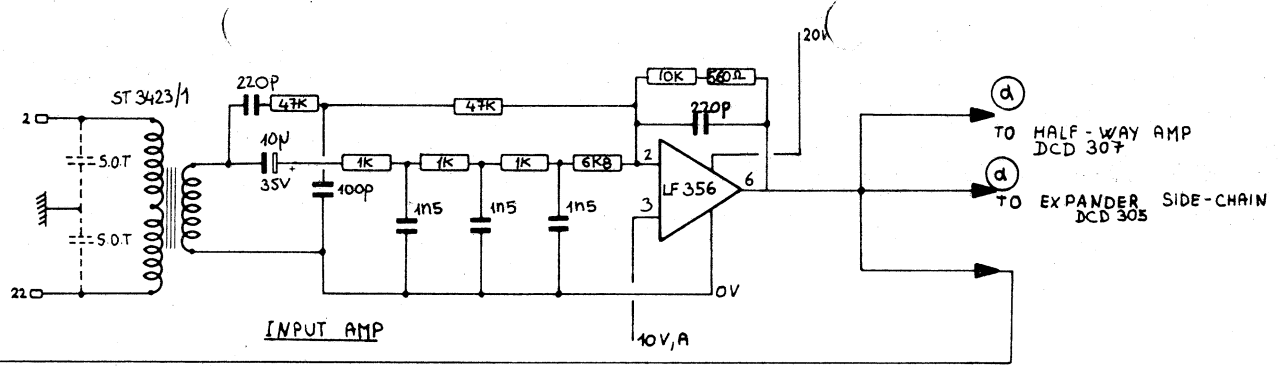 20V
10K 560Ω
220P
ST 3423/1
47K
47K
220P
2
10µ
+
35V
1K
1K
1K
6K8
2
LF 356
6
3
S.O.T
100p
1n5
1n5
1n5
S.O.T
22
0V
10V,A
INPUT AMP
d
TO HALF-WAY AMP
DCD 307
d
TO EXPANDER SIDE-CHAIN
DCD 305